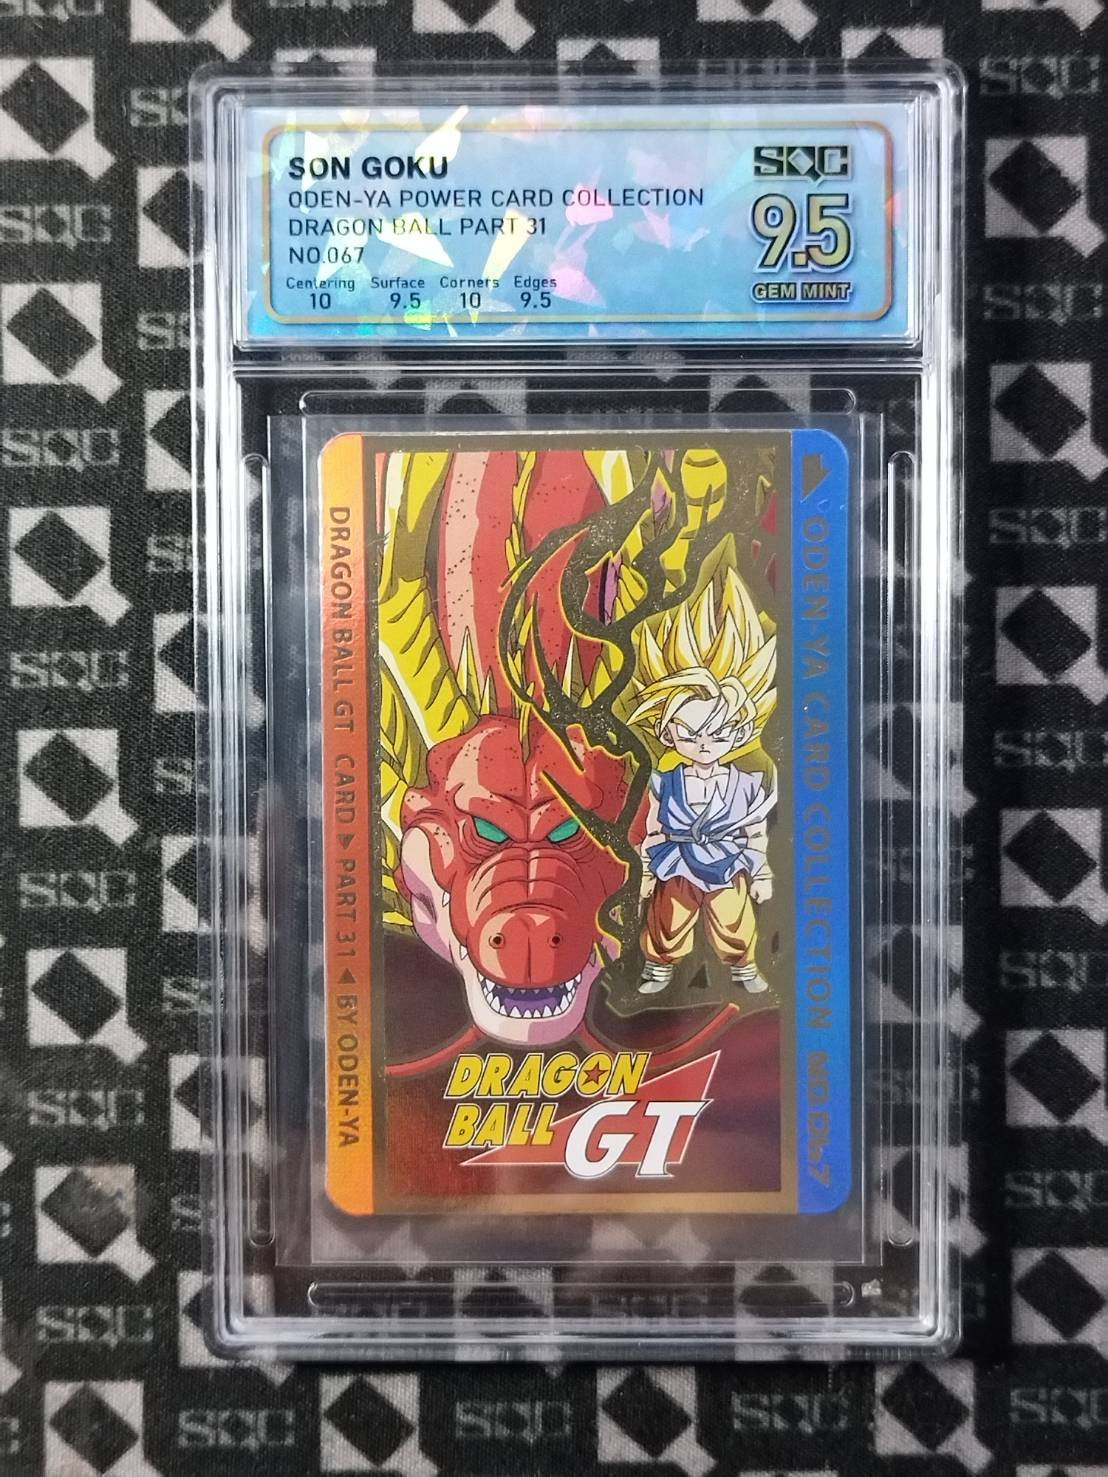 SON GOKU
ODEN-YA POWER CARD COLLECTION
DRAGON BALL PART 31
NO.067
Centering Surface Corners Edges
10 9.5 10 9.5
SQC
9.5
GEM MINT
DRAGON BALL GT CARD ▶ PART 31 ◀ BY ODEN-YA
ODEN-YA CARD COLLECTION NO.067
DRAGON
BALL GT